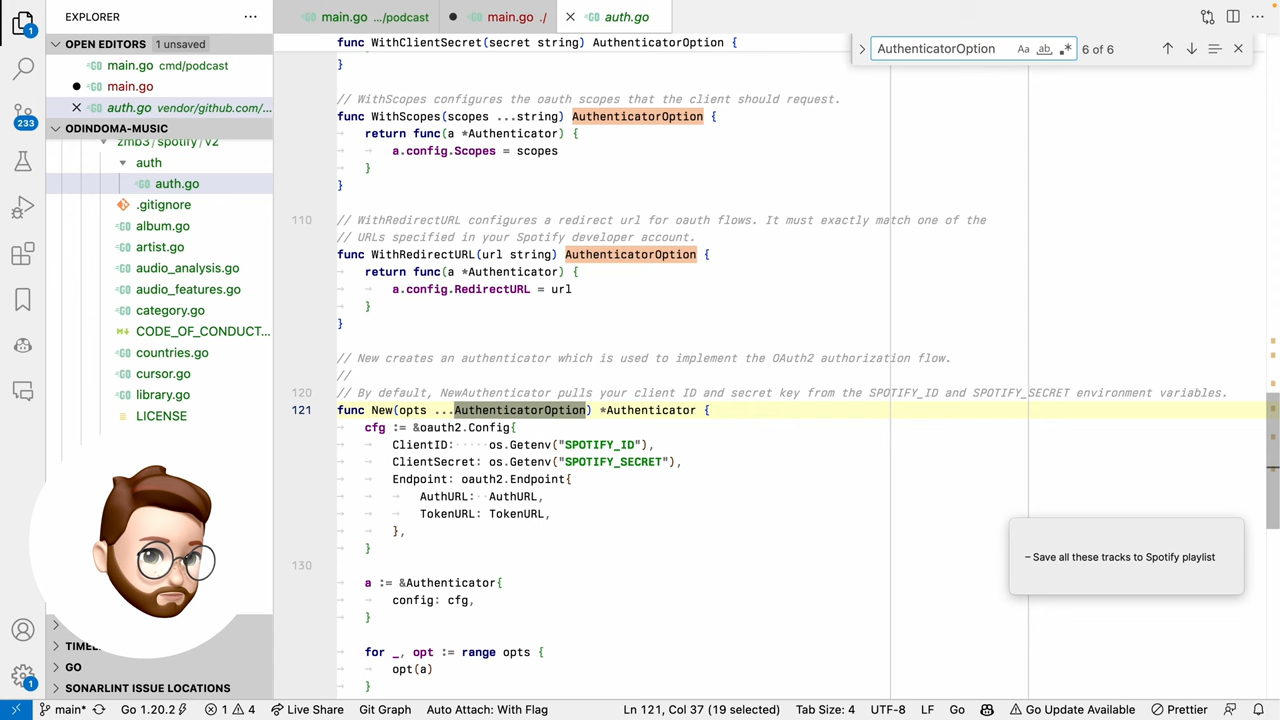 EXPLORER
main.go .../podcast
main.go ./
auth.go
OPEN EDITORS 1 unsaved
main.go cmd/podcast
main.go
auth.go vendor/github.com/...
ODINDOMA-MUSIC
zmb3/spotify/v2
auth
auth.go
.gitignore
album.go
artist.go
audio_analysis.go
audio_features.go
category.go
CODE_OF_CONDUCT...
countries.go
cursor.go
library.go
LICENSE
GO
SONARLINT ISSUE LOCATIONS
1
233
1
func WithClientSecret(secret string) AuthenticatorOption {
}
// WithScopes configures the oauth scopes that the client should request.
func WithScopes(scopes ...string) AuthenticatorOption {
return func(a *Authenticator) {
a.config.Scopes = scopes
}
}
110
// WithRedirectURL configures a redirect url for oauth flows. It must exactly match one of the
// URLs specified in your Spotify developer account.
func WithRedirectURL(url string) AuthenticatorOption {
return func(a *Authenticator) {
a.config.RedirectURL = url
}
}
// New creates an authenticator which is used to implement the OAuth2 authorization flow.
//
120 // By default, NewAuthenticator pulls your client ID and secret key from the SPOTIFY_ID and SPOTIFY_SECRET environment variables.
121 func New(opts ...AuthenticatorOption) *Authenticator {
cfg := &oauth2.Config{
ClientID: os.Getenv("SPOTIFY_ID"),
ClientSecret: os.Getenv("SPOTIFY_SECRET"),
Endpoint: oauth2.Endpoint{
AuthURL: AuthURL,
TokenURL: TokenURL,
},
}
130
a := &Authenticator{
config: cfg,
}
for _, opt := range opts {
opt(a)
}
AuthenticatorOption Aa ab .* 6 of 6
– Save all these tracks to Spotify playlist
main* Go 1.20.2 1 4 Live Share Git Graph Auto Attach: With Flag Ln 121, Col 37 (19 selected) Tab Size: 4 UTF-8 LF Go Go Update Available Prettier